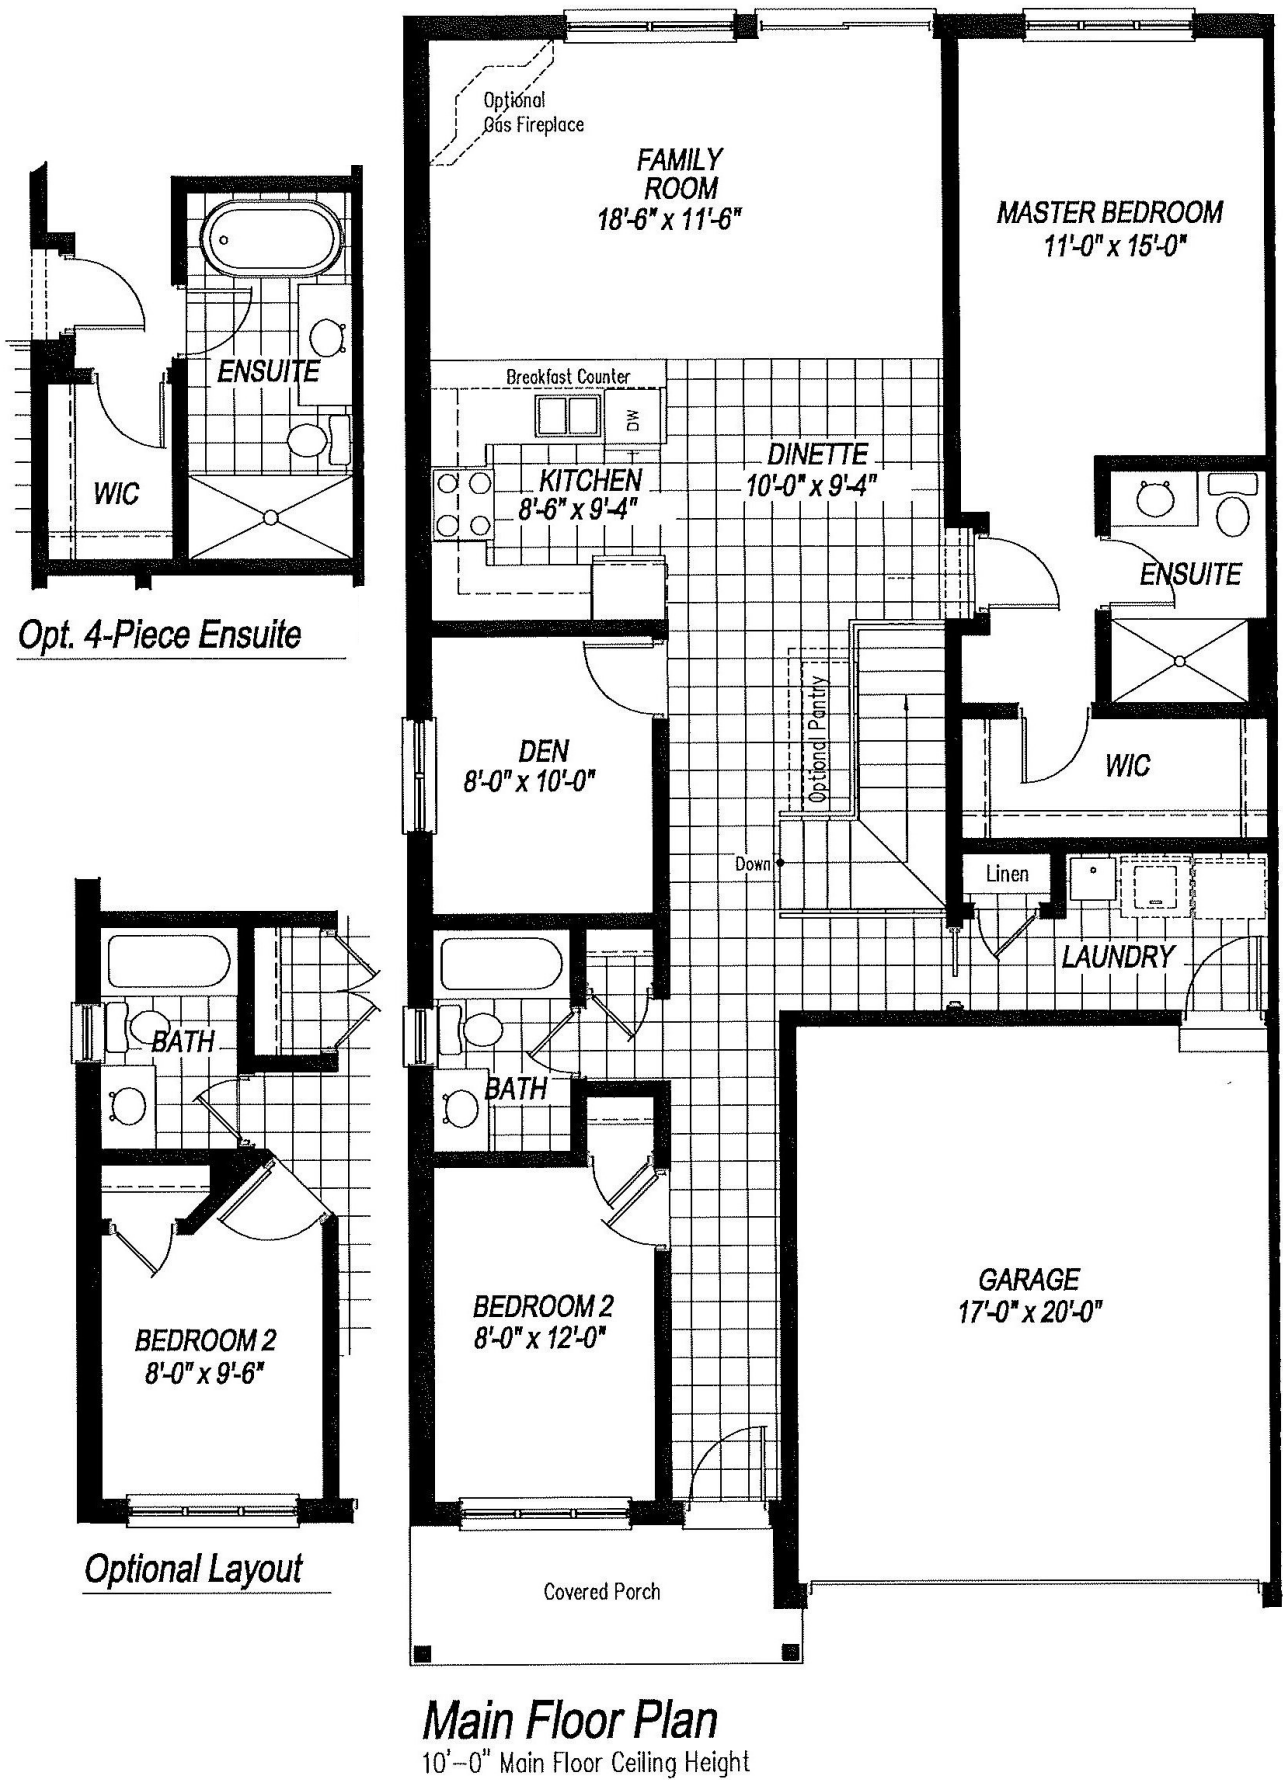 Optional
Gas Fireplace
FAMILY
ROOM
18'-6" x 11'-6"
MASTER BEDROOM
11'-0" x 15'-0"
ENSUITE
WIC
Opt. 4-Piece Ensuite
Breakfast Counter
DW
KITCHEN
8'-6" x 9'-4"
DINETTE
10'-0" x 9'-4"
ENSUITE
DEN
8'-0" x 10'-0"
Optional Pantry
Down
WIC
Linen
LAUNDRY
BATH
BATH
BEDROOM 2
8'-0" x 9'-6"
Optional Layout
BEDROOM 2
8'-0" x 12'-0"
GARAGE
17'-0" x 20'-0"
Covered Porch
Main Floor Plan
10'-0" Main Floor Ceiling Height